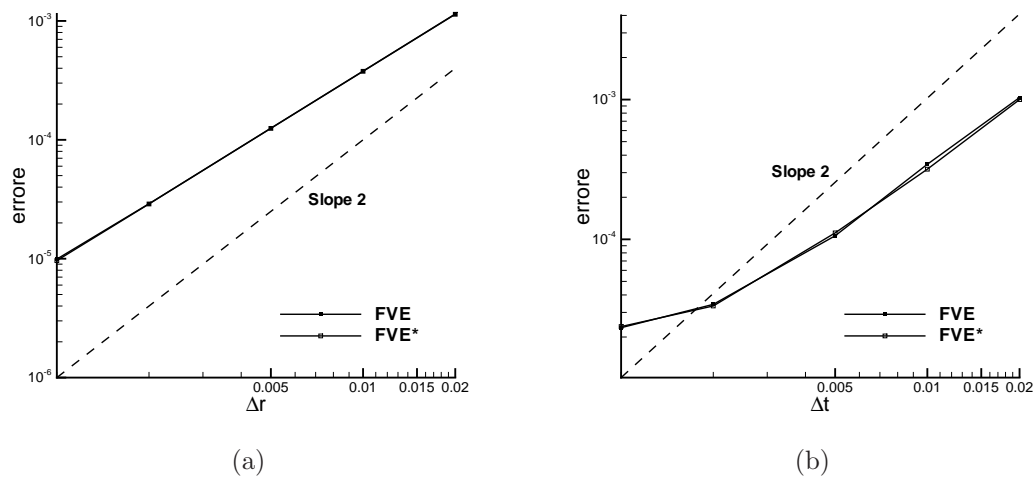 10^-3
10^-4
10^-5
10^-6
errore
Slope 2
FVE
FVE*
0.005
0.01
0.015
0.02
Δr
(a)
10^-3
10^-4
errore
Slope 2
FVE
FVE*
0.005
0.01
0.015
0.02
Δt
(b)